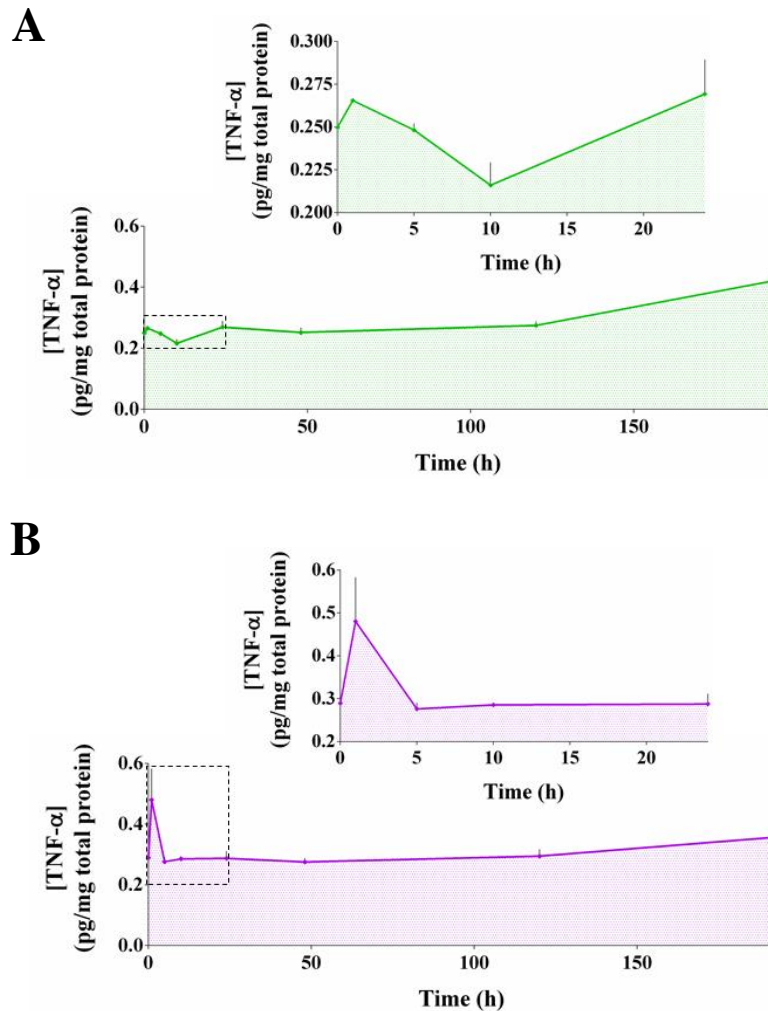 A
[TNF-α]
(pg/mg total protein)
0.300
0.275
0.250
0.225
0.200
0 5 10 15 20
Time (h)
[TNF-α]
(pg/mg total protein)
0.6
0.4
0.2
0.0
0 50 100 150
Time (h)
B
[TNF-α]
(pg/mg total protein)
0.6
0.5
0.4
0.3
0.2
0 5 10 15 20
Time (h)
[TNF-α]
(pg/mg total protein)
0.6
0.4
0.2
0.0
0 50 100 150
Time (h)